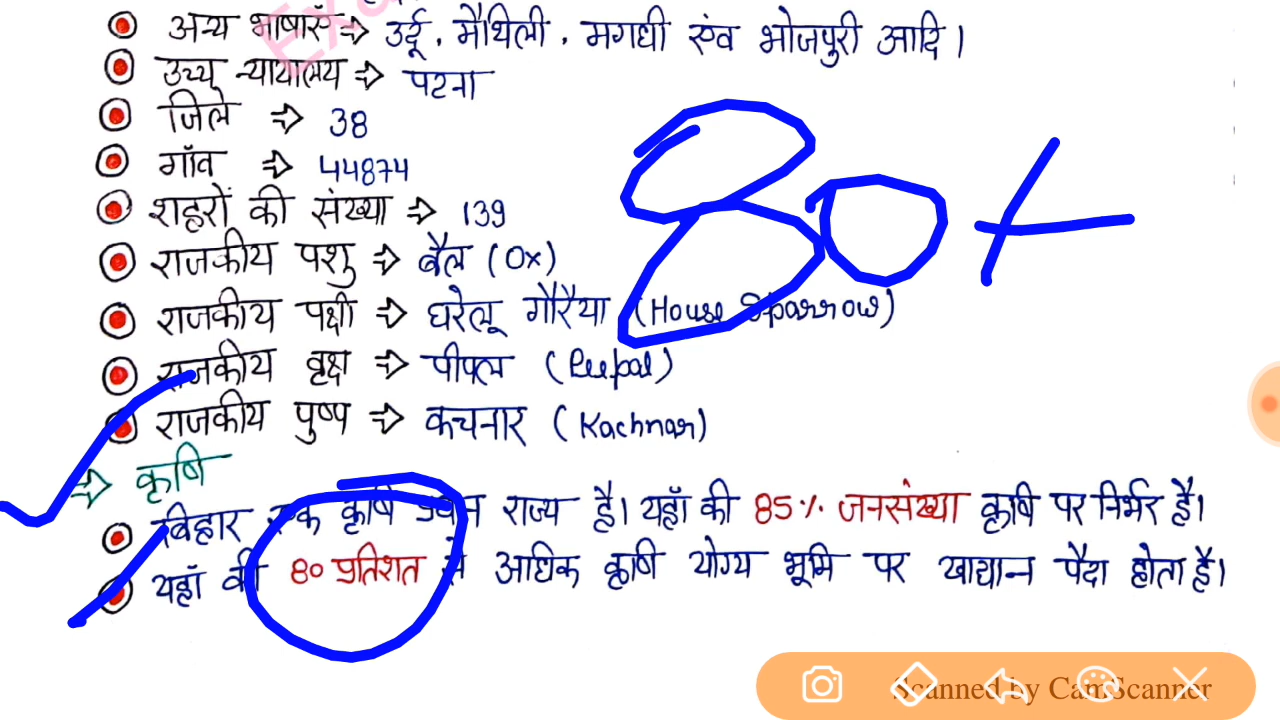 अन्य भाषाएँ ⇒ उर्दू, मैथिली, मगधी एंव भोजपुरी आदि।
उच्च न्यायालय ⇒ पटना
जिले ⇒ 38
गाँव ⇒ 44874
शहरों की संख्या ⇒ 139
80+
राजकीय पशु ⇒ बैल (Ox)
राजकीय पक्षी ⇒ घरेलू गौरैया (House Sparrow)
राजकीय वृक्ष ⇒ पीपल (Peepal)
राजकीय पुष्प ⇒ कचनार (Kachnar)
⇒ कृषि
बिहार एक कृषि प्रधान राज्य है। यहाँ की 85% जनसंख्या कृषि पर निर्भर है।
यहाँ की 80 प्रतिशत से अधिक कृषि योग्य भूमि पर खाद्यान्न पैदा होता है।
Scanned by CamScanner